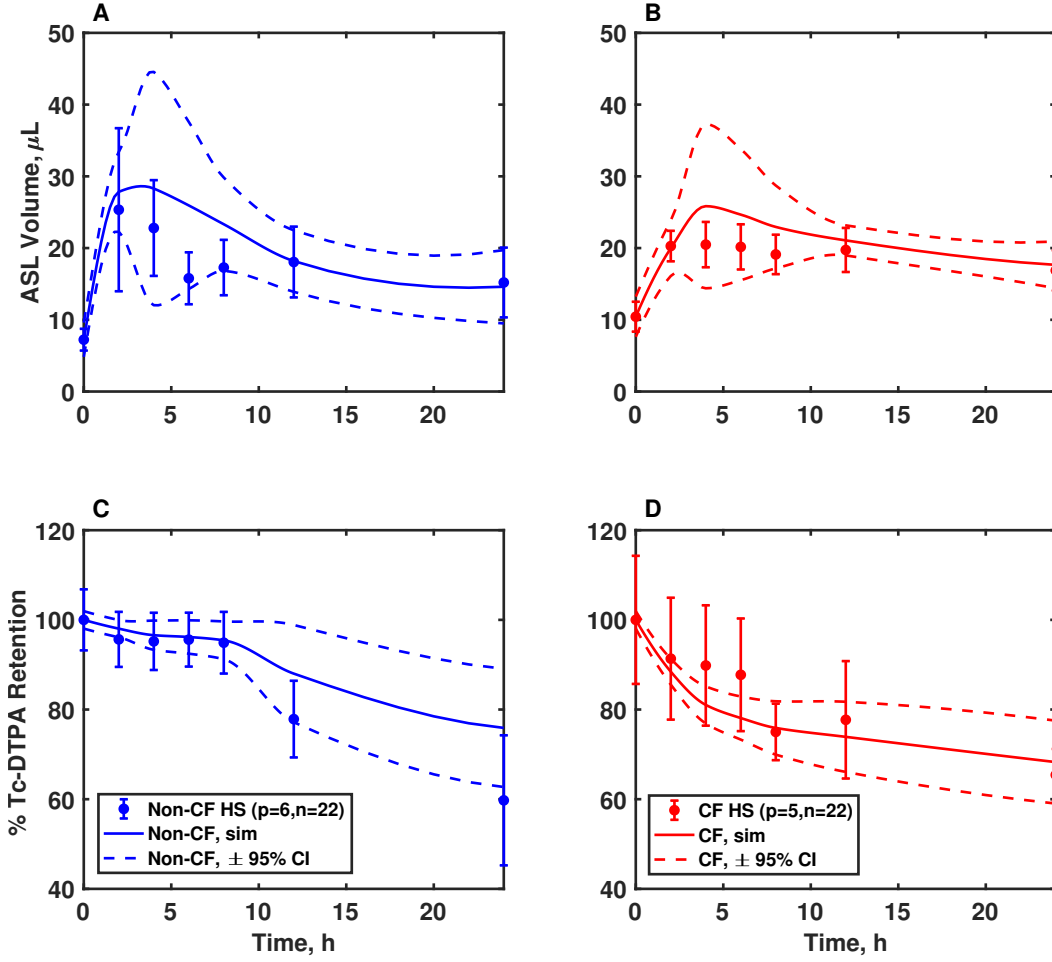 A
B
50
40
30
20
10
0
ASL Volume, μL
0 5 10 15 20
50
40
30
20
10
0
0 5 10 15 20
C
D
120
100
80
60
40
% Tc-DTPA Retention
Non-CF HS (p=6,n=22)
Non-CF, sim
Non-CF, ± 95% CI
0 5 10 15 20
Time, h
120
100
80
60
40
CF HS (p=5,n=22)
CF, sim
CF, ± 95% CI
0 5 10 15 20
Time, h